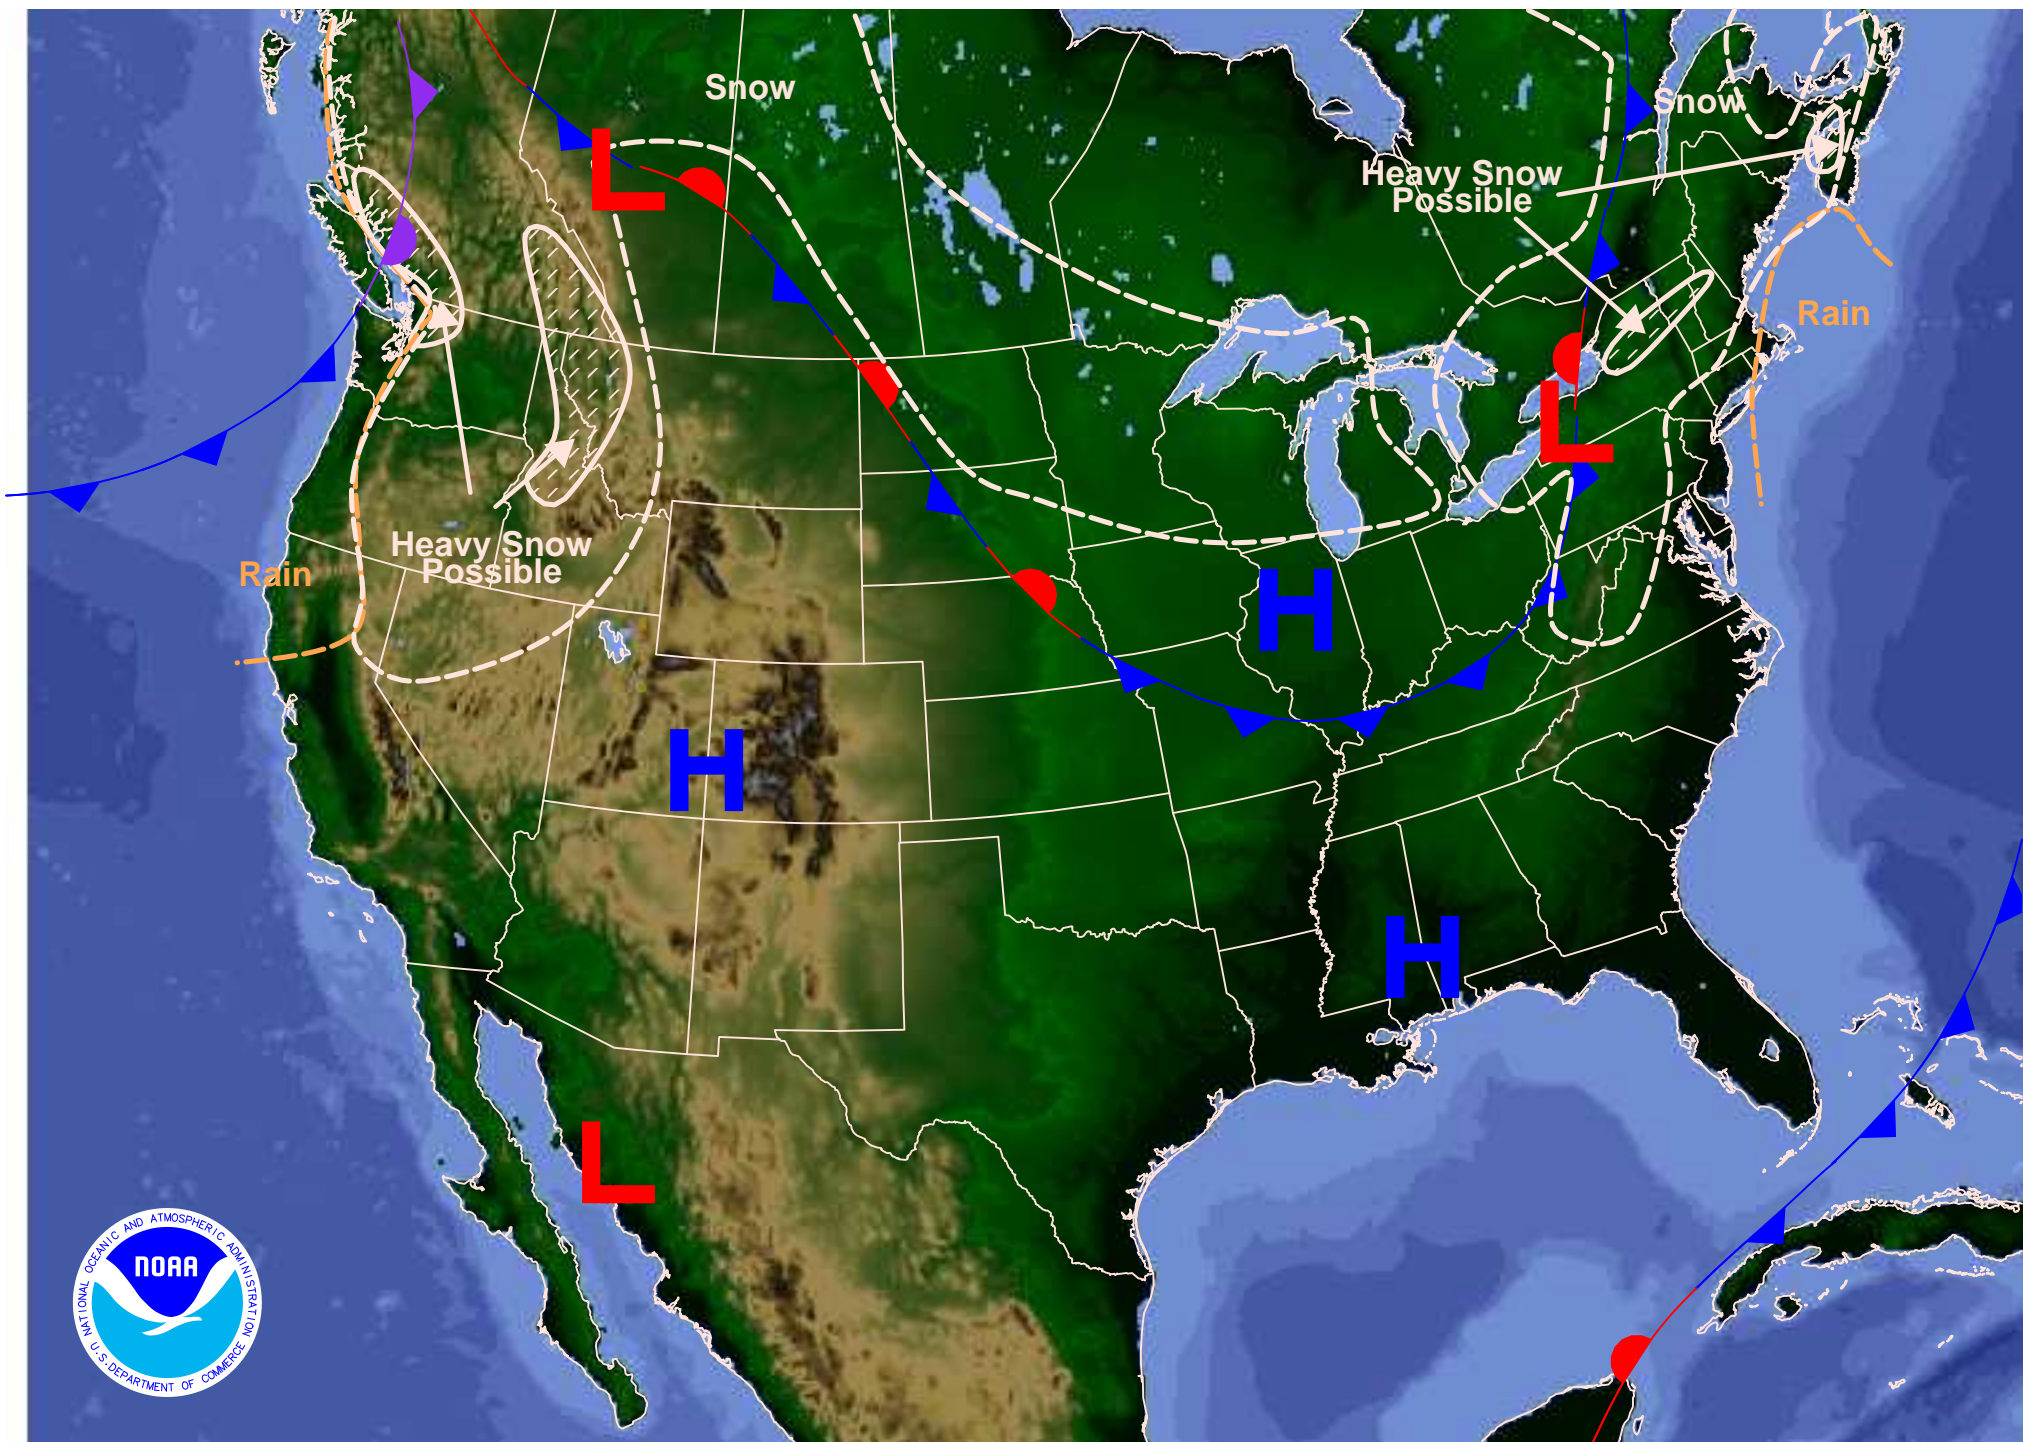 Snow
Snow
Heavy Snow
Possible
Rain
L
L
Heavy Snow
Possible
Rain
H
H
H
L
NATIONAL OCEANIC AND ATMOSPHERIC ADMINISTRATION
NOAA
U.S. DEPARTMENT OF COMMERCE